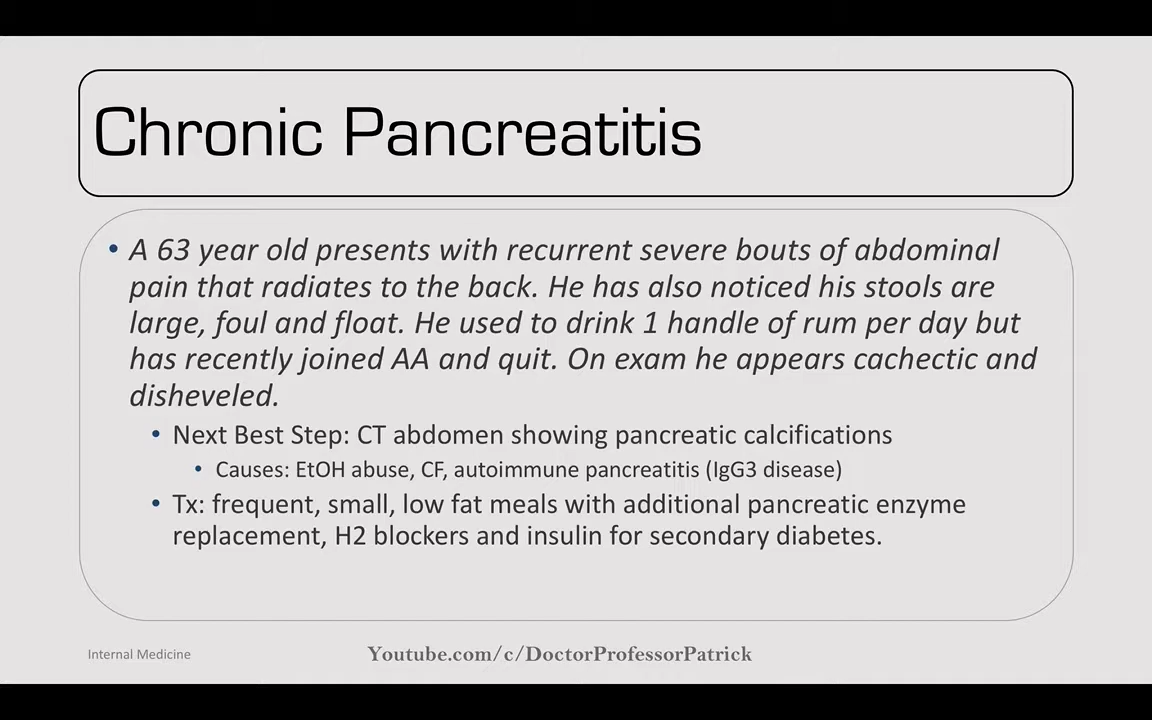 Chronic Pancreatitis
• A 63 year old presents with recurrent severe bouts of abdominal
pain that radiates to the back. He has also noticed his stools are
large, foul and float. He used to drink 1 handle of rum per day but
has recently joined AA and quit. On exam he appears cachectic and
disheveled.
• Next Best Step: CT abdomen showing pancreatic calcifications
• Causes: EtOH abuse, CF, autoimmune pancreatitis (IgG3 disease)
• Tx: frequent, small, low fat meals with additional pancreatic enzyme
replacement, H2 blockers and insulin for secondary diabetes.
Internal Medicine
Youtube.com/c/DoctorProfessorPatrick